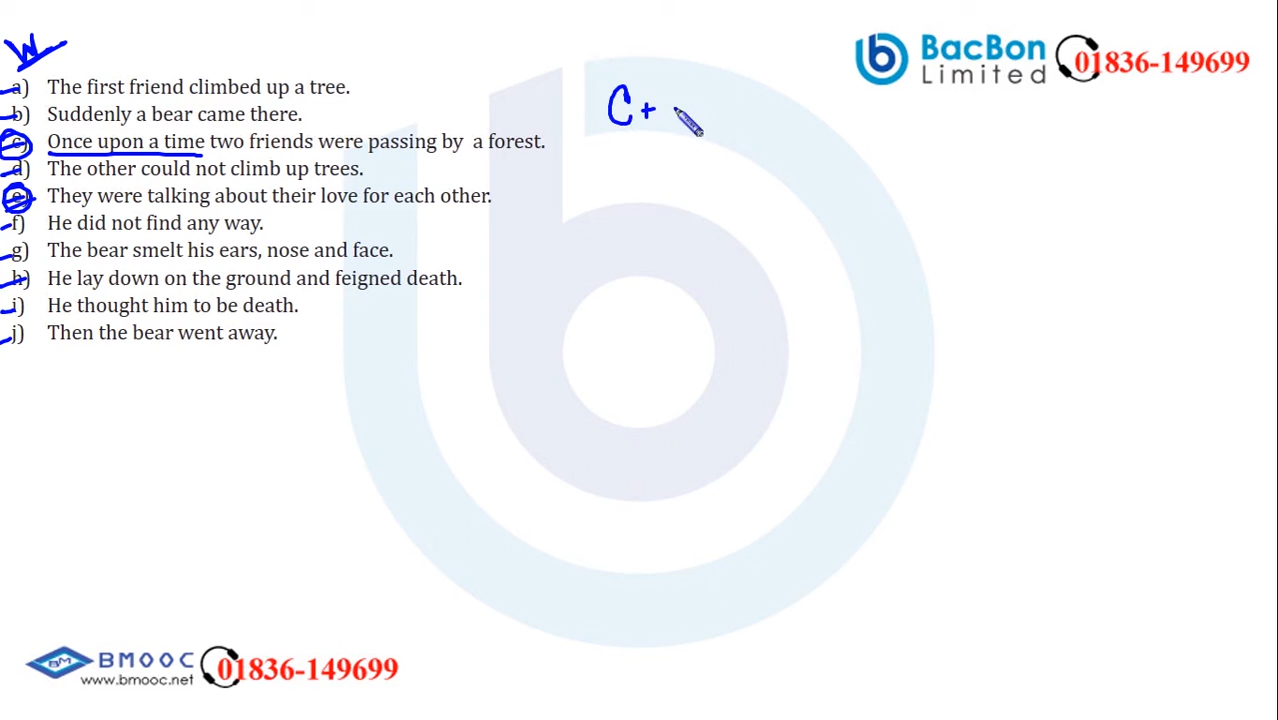 W
BacBon
Limited
01836-149699
a) The first friend climbed up a tree.
b) Suddenly a bear came there.
C+
c) Once upon a time two friends were passing by a forest.
d) The other could not climb up trees.
e) They were talking about their love for each other.
f) He did not find any way.
g) The bear smelt his ears, nose and face.
h) He lay down on the ground and feigned death.
i) He thought him to be death.
j) Then the bear went away.
BM
BMOOC
www.bmooc.net
01836-149699